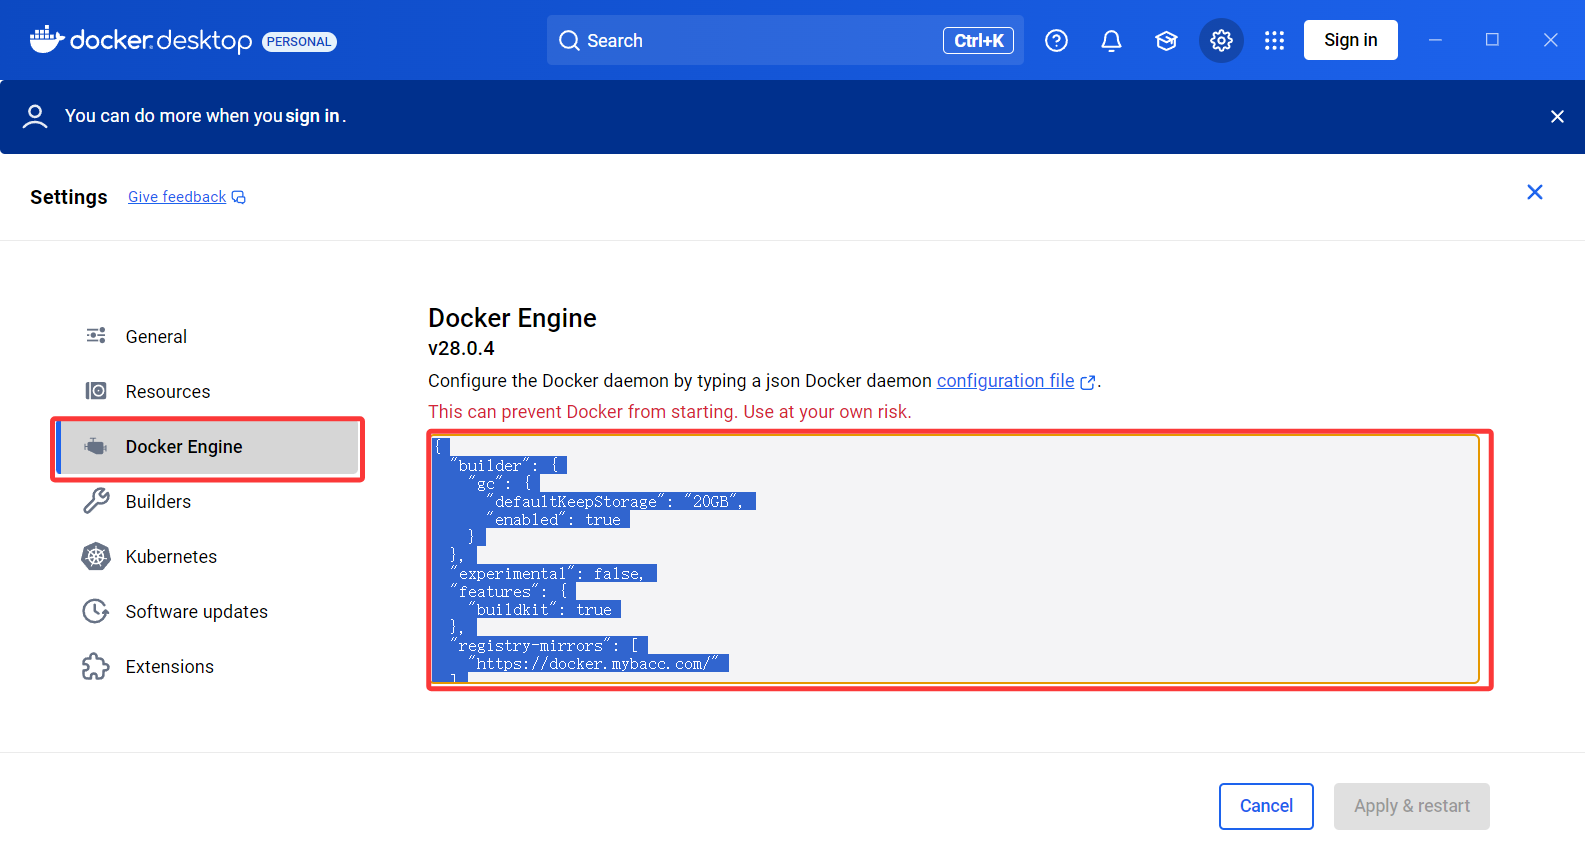 docker desktop PERSONAL
Search
Ctrl+K
Sign in
You can do more when you sign in.
Settings
Give feedback
General
Resources
Docker Engine
Builders
Kubernetes
Software updates
Extensions
Docker Engine
v28.0.4
Configure the Docker daemon by typing a json Docker daemon configuration file.
This can prevent Docker from starting. Use at your own risk.
{
  "builder": {
    "gc": {
      "defaultKeepStorage": "20GB",
      "enabled": true
    }
  },
  "experimental": false,
  "features": {
    "buildkit": true
  },
  "registry-mirrors": [
    "https://docker.mybacc.com/"
  ]
Cancel
Apply & restart